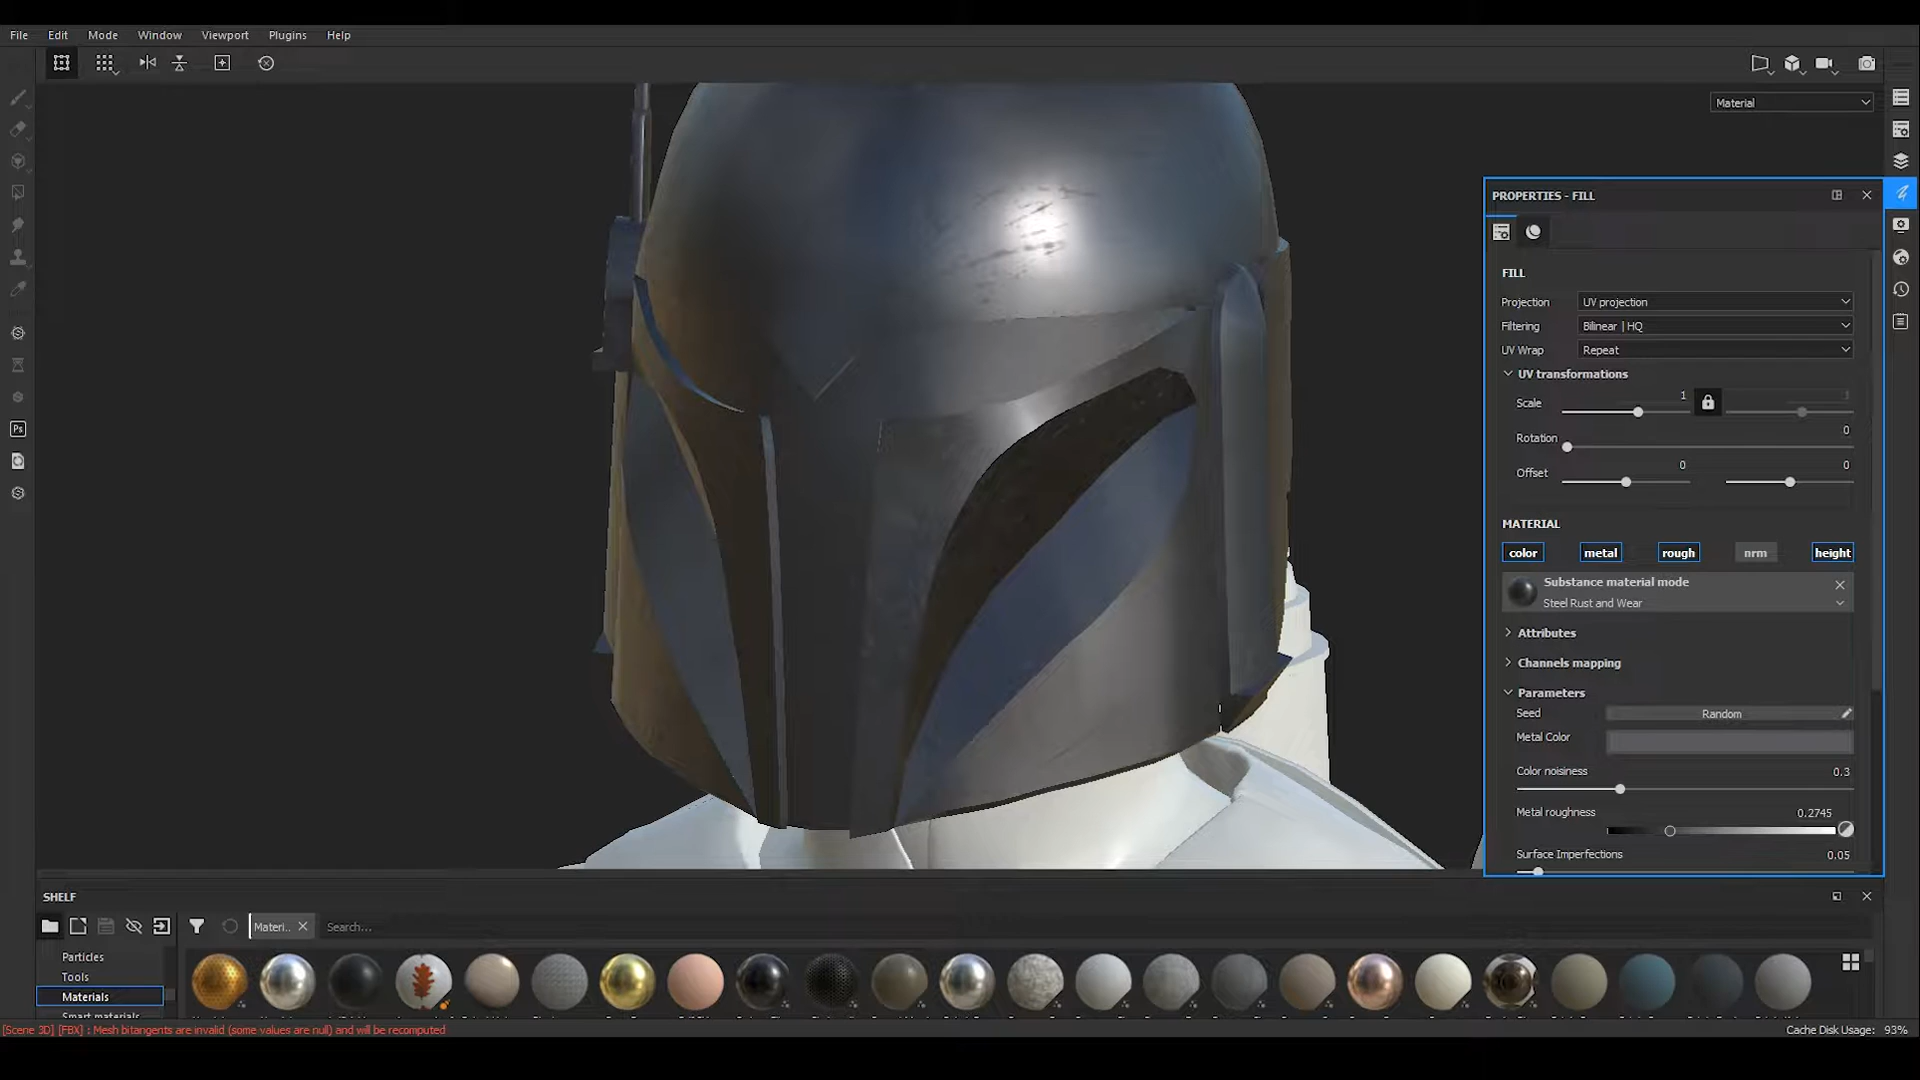 File Edit Mode Window Viewport Plugins Help
Material
PROPERTIES - FILL
FILL
Projection UV projection
Filtering Bilinear | HQ
UV Wrap Repeat
UV transformations
Scale 1 1
Rotation 0
Offset 0 0
MATERIAL
color metal rough nrm height
Substance material mode
Steel Rust and Wear
Attributes
Channels mapping
Parameters
Seed Random
Metal Color
Color noisiness 0.3
Metal roughness 0.2745
Surface Imperfections 0.05
SHELF
Materi.. Search...
Particles
Tools
Materials
Smart materials
Ps
[Scene 3D] [FBX] : Mesh bitangents are invalid (some values are null) and will be recomputed
Cache Disk Usage: 93%